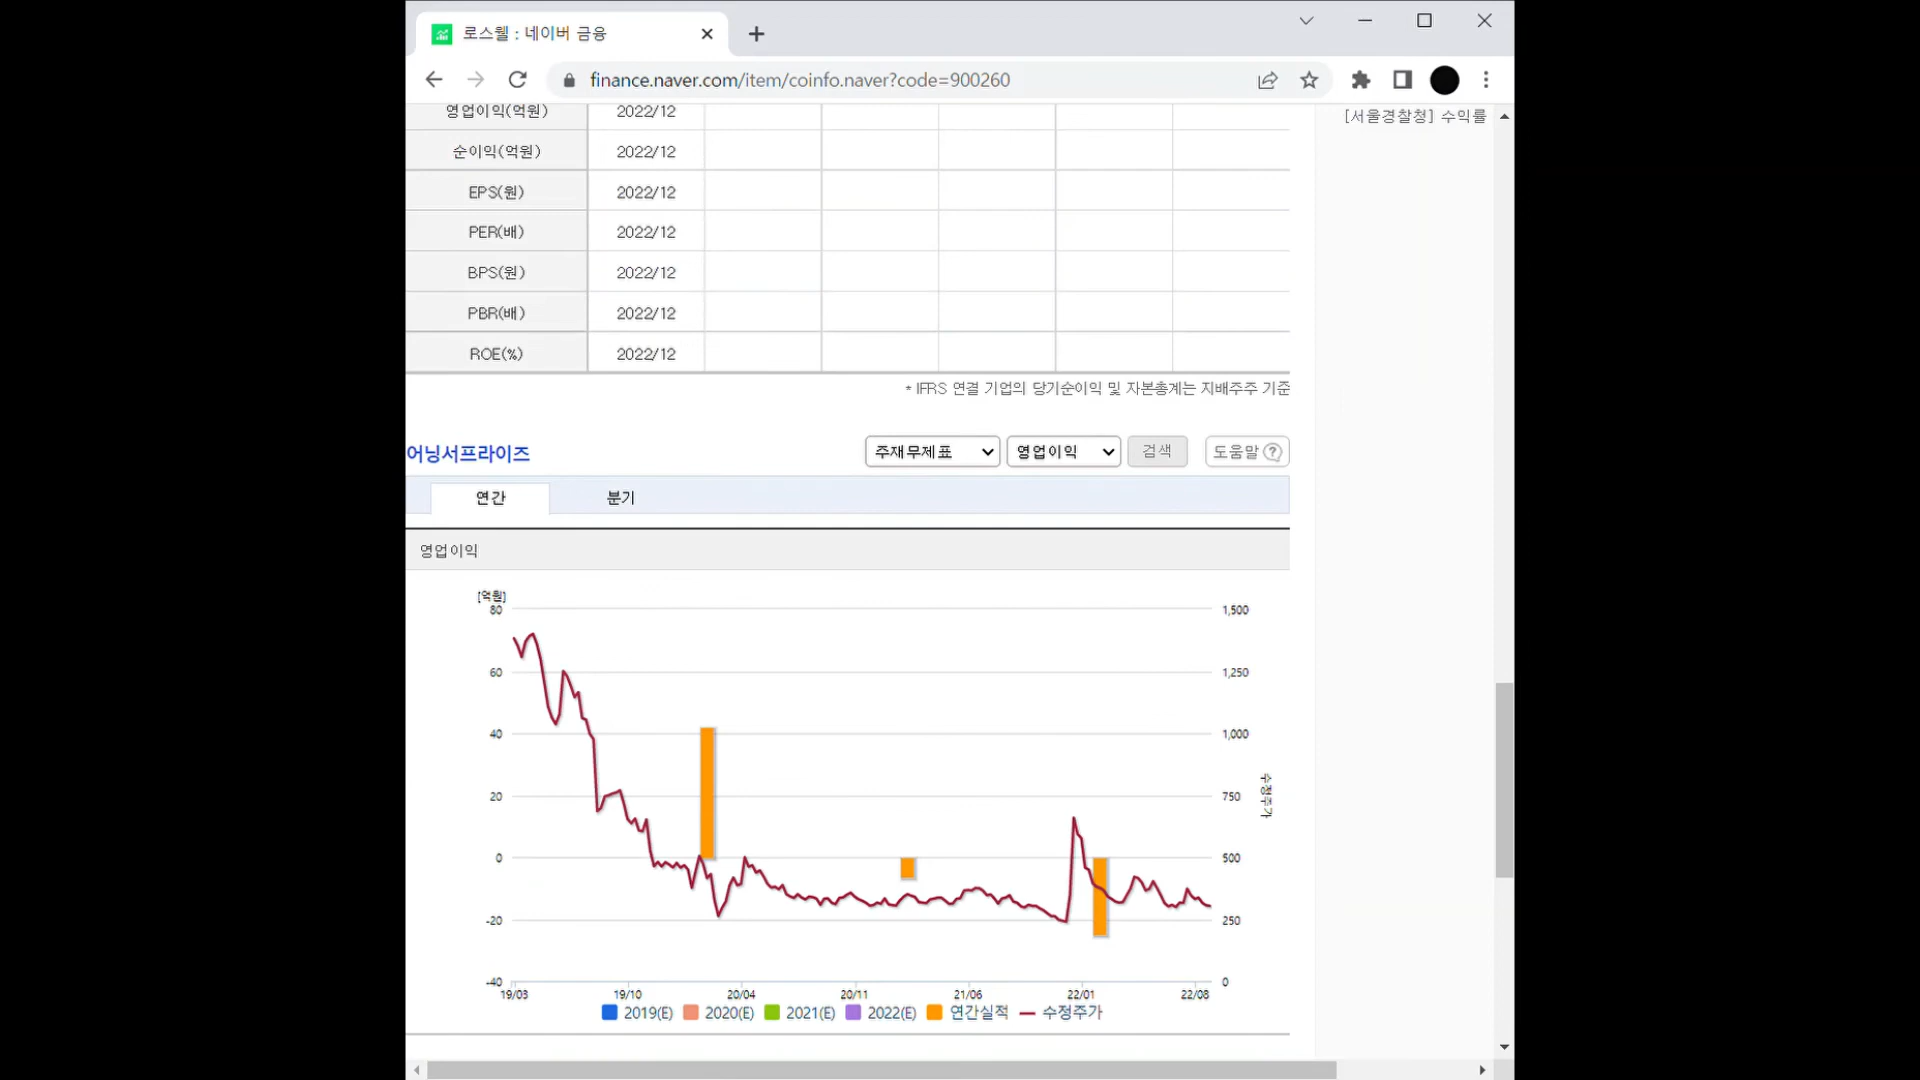 로스웰 : 네이버 금융
finance.naver.com/item/coinfo.naver?code=900260
[서울경찰청] 수익률
영업이익(억원) 2022/12
순이익(억원) 2022/12
EPS(원) 2022/12
PER(배) 2022/12
BPS(원) 2022/12
PBR(배) 2022/12
ROE(%) 2022/12
* IFRS 연결 기업의 당기순이익 및 자본총계는 지배주주 기준
어닝서프라이즈 주재무제표 영업이익 검색 도움말 ?
연간 분기
영업이익
[억원]
80 1,500
60 1,250
40 1,000
20 750
수정주가
0 500
-20 250
-40 0
19/03 19/10 20/04 20/11 21/06 22/01 22/08
2019(E) 2020(E) 2021(E) 2022(E) 연간실적 수정주가